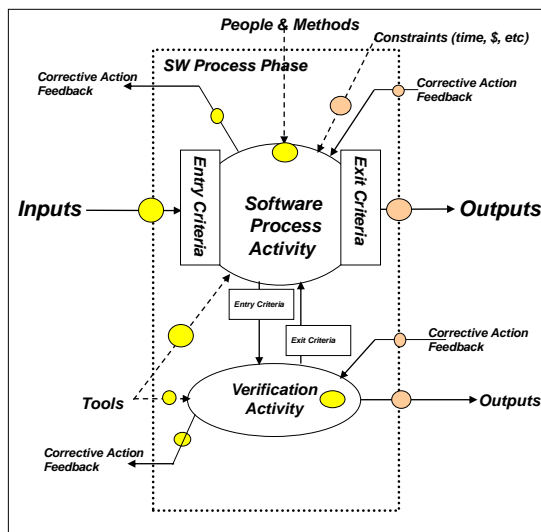 People & Methods
Constraints (time, $, etc)
SW Process Phase
Corrective Action
Feedback
Corrective Action
Feedback
Inputs
Entry Criteria
Software
Process
Activity
Exit Criteria
Outputs
Entry Criteria
Exit Criteria
Corrective Action
Feedback
Tools
Verification
Activity
Outputs
Corrective Action
Feedback